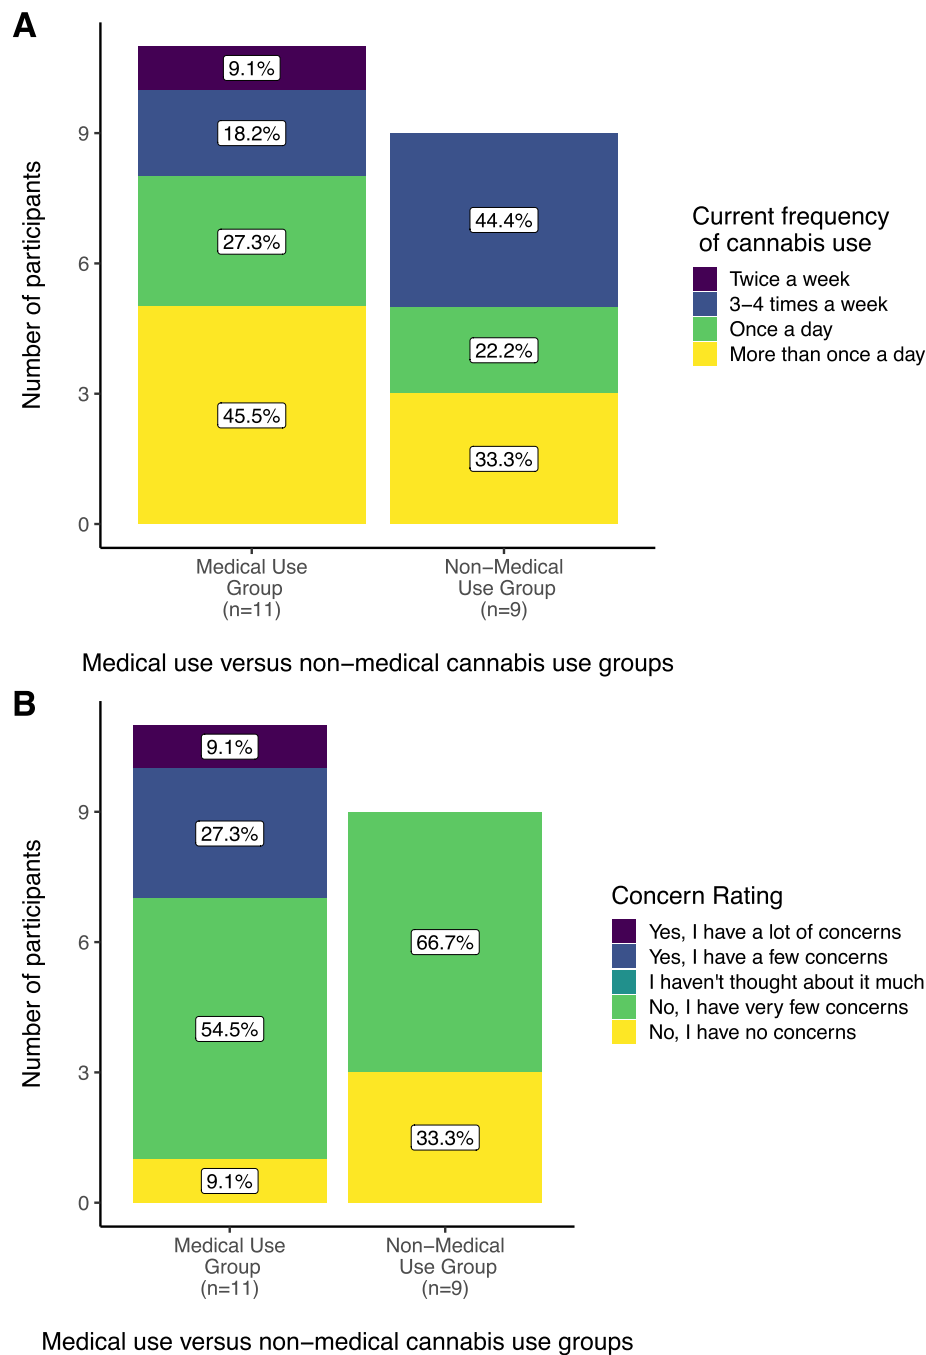 A
9.1%
18.2%
27.3%
45.5%
44.4%
22.2%
33.3%
9
6
3
0
Number of participants
Medical Use
Group
(n=11)
Non−Medical
Use Group
(n=9)
Medical use versus non−medical cannabis use groups
Current frequency
of cannabis use
Twice a week
3−4 times a week
Once a day
More than once a day
B
9.1%
27.3%
54.5%
9.1%
66.7%
33.3%
9
6
3
0
Number of participants
Medical Use
Group
(n=11)
Non−Medical
Use Group
(n=9)
Medical use versus non−medical cannabis use groups
Concern Rating
Yes, I have a lot of concerns
Yes, I have a few concerns
I haven't thought about it much
No, I have very few concerns
No, I have no concerns